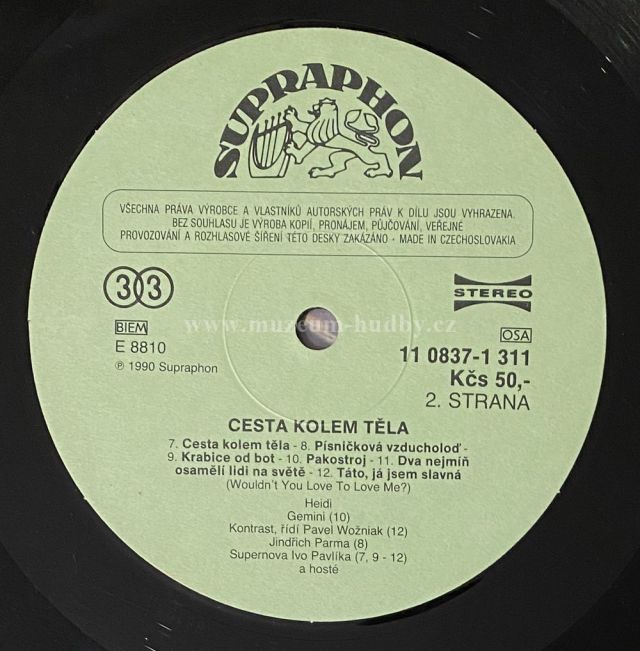 SUPRAPHON
VŠECHNA PRÁVA VÝROBCE A VLASTNÍKŮ AUTORSKÝCH PRÁV K DÍLU JSOU VYHRAZENA.
BEZ SOUHLASU JE VÝROBA KOPIÍ, PRONÁJEM, PŮJČOVÁNÍ, VEŘEJNÉ
PROVOZOVÁNÍ A ROZHLASOVÉ ŠÍŘENÍ TÉTO DESKY ZAKÁZÁNO · MADE IN CZECHOSLOVAKIA
33
STEREO
BIEM
OSA
www.muzeum-hudby.cz
E 8810
11 0837-1 311
℗ 1990 Supraphon
Kčs 50,-
2. STRANA
CESTA KOLEM TĚLA
7. Cesta kolem těla - 8. Písničková vzducholoď -
9. Krabice od bot - 10. Pakostroj - 11. Dva nejmíň
osamělí lidi na světě - 12. Táto, já jsem slavná
(Wouldn't You Love To Love Me?)
Heidi
Gemini (10)
Kontrast, řídí Pavel Wožniak (12)
Jindřich Parma (8)
Supernova Ivo Pavlíka (7, 9 - 12)
a hosté